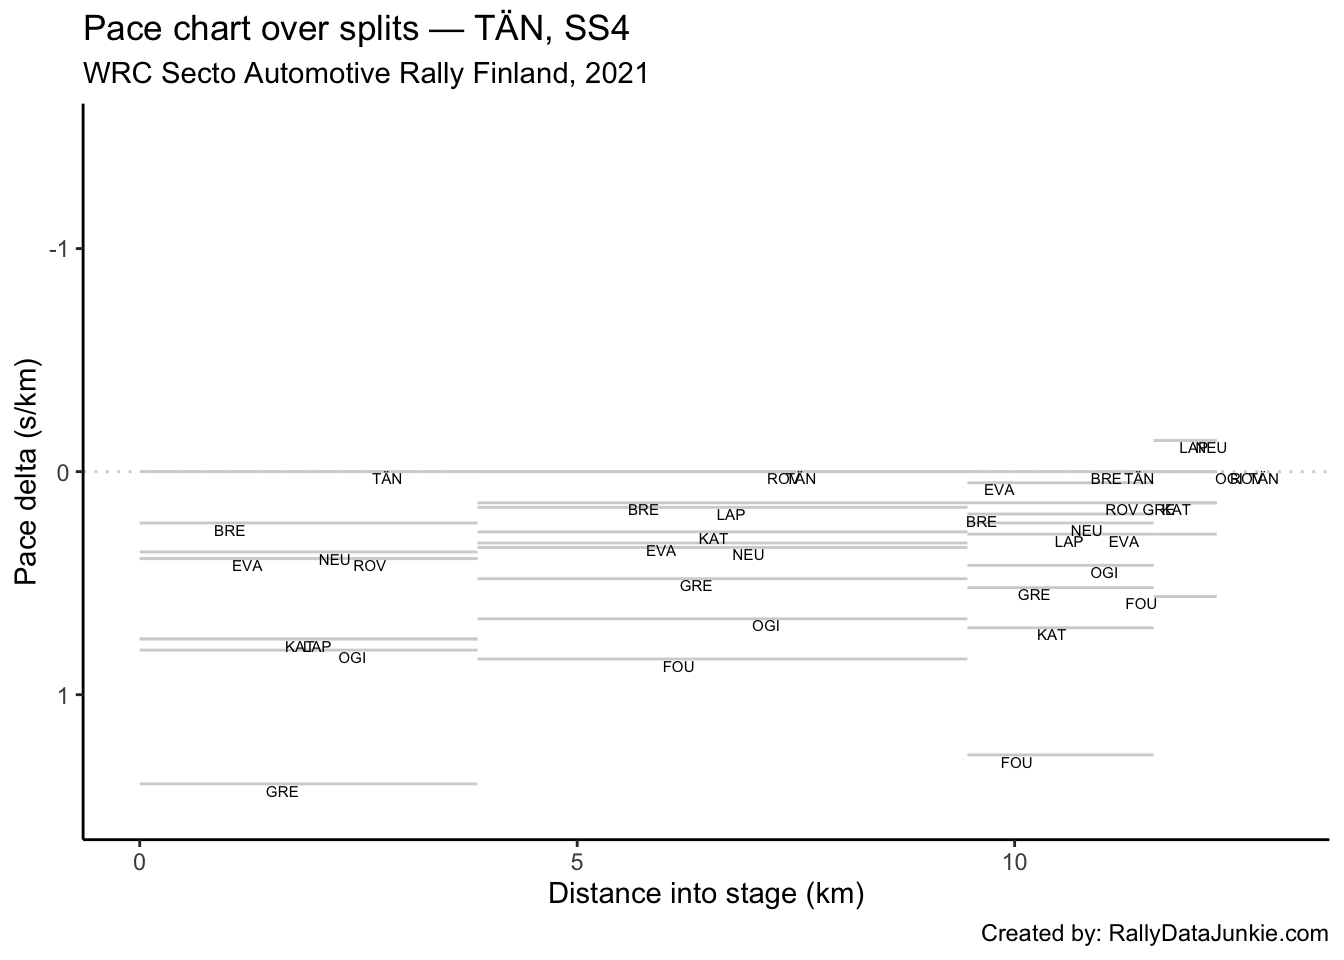 Pace chart over splits — TÄN, SS4
WRC Secto Automotive Rally Finland, 2021
Pace delta (s/km)
-1
0
1
LAP NEU
TÄN ROV TÄN BRE TÄN OGI ROV TÄN
EVA
BRE LAP ROV GRE KAT
BRE
BRE NEU
KAT LAP EVA
EVA NEU
NEU
EVA ROV
OGI
GRE GRE
FOU
OGI KAT
KAT LAP
OGI
FOU
FOU
GRE
0 5 10
Distance into stage (km)
Created by: RallyDataJunkie.com